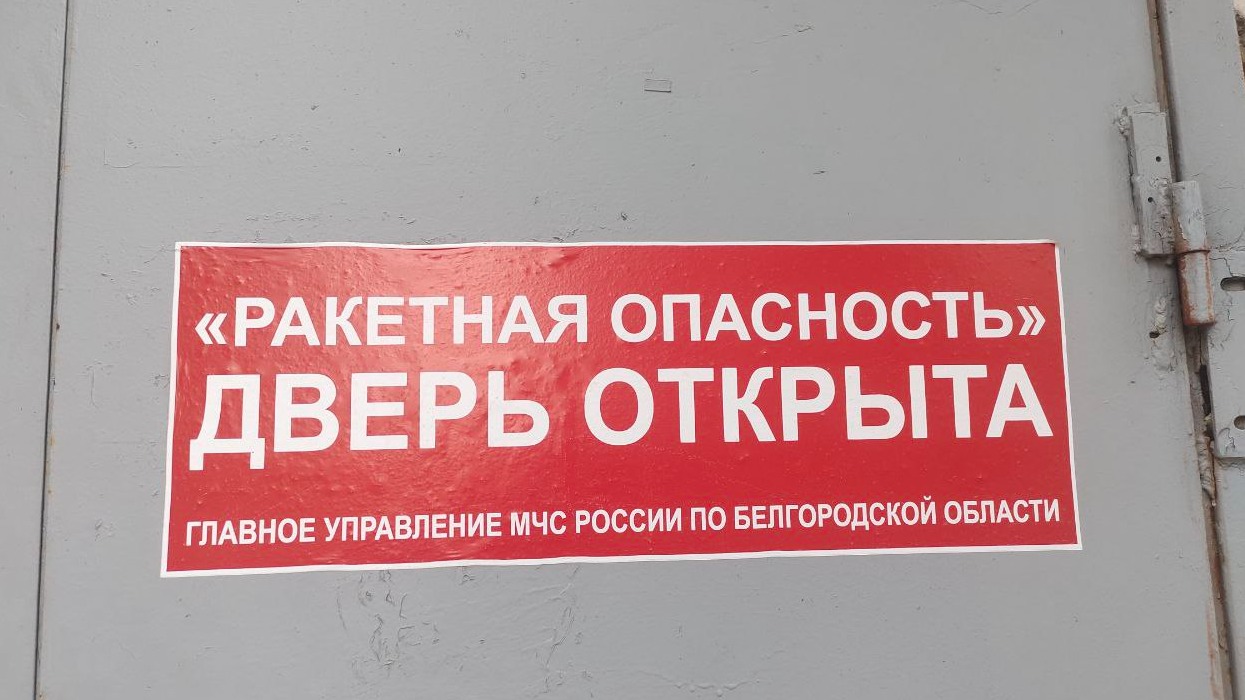 «РАКЕТНАЯ ОПАСНОСТЬ»
ДВЕРЬ ОТКРЫТА
ГЛАВНОЕ УПРАВЛЕНИЕ МЧС РОССИИ ПО БЕЛГОРОДСКОЙ ОБЛАСТИ